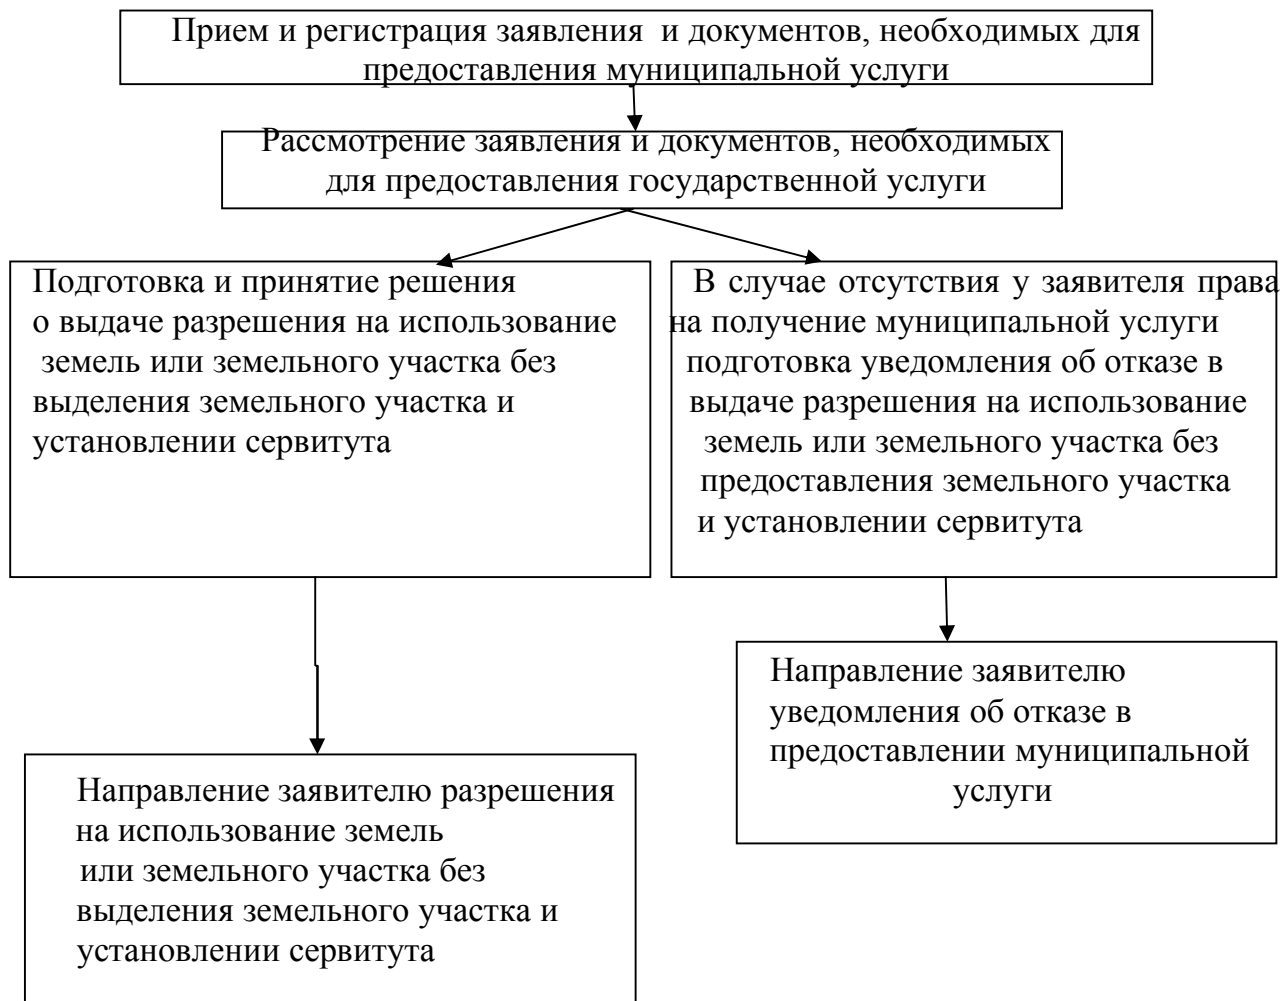 Прием и регистрация заявления и документов, необходимых для
предоставления муниципальной услуги
Рассмотрение заявления и документов, необходимых
для предоставления государственной услуги
Подготовка и принятие решения
о выдаче разрешения на использование
земель или земельного участка без
выделения земельного участка и
установлении сервитута
В случае отсутствия у заявителя права
на получение муниципальной услуги
подготовка уведомления об отказе в
выдаче разрешения на использование
земель или земельного участка без
предоставления земельного участка
и установлении сервитута
Направление заявителю
уведомления об отказе в
предоставлении муниципальной
услуги
Направление заявителю разрешения
на использование земель
или земельного участка без
выделения земельного участка и
установлении сервитута